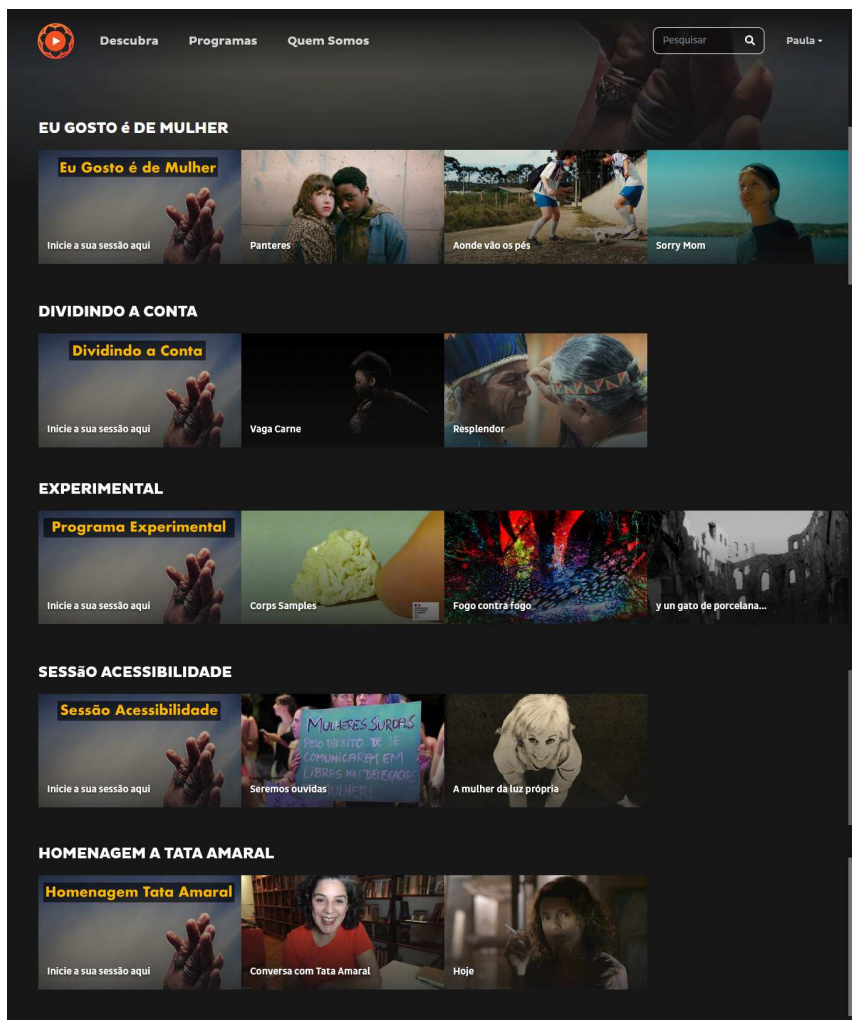 Descubra Programas Quem Somos Pesquisar Paula
EU GOSTO é DE MULHER
Eu Gosto é de Mulher
Inicie a sua sessão aqui
Panteres
Aonde vão os pés
Sorry Mom
DIVIDINDO A CONTA
Dividindo a Conta
Inicie a sua sessão aqui
Vaga Carne
Resplendor
EXPERIMENTAL
Programa Experimental
Inicie a sua sessão aqui
Corps Samples
Fogo contra fogo
y un gato de porcelana...
SESSãO ACESSIBILIDADE
Sessão Acessibilidade
Inicie a sua sessão aqui
MULHERES SURDAS
PELO DIREITO DE SE
COMUNICAREM EM
LIBRAS NAS DELEGACIAS
MULHER!
Seremos ouvidas
A mulher da luz própria
HOMENAGEM A TATA AMARAL
Homenagem Tata Amaral
Inicie a sua sessão aqui
Conversa com Tata Amaral
Hoje